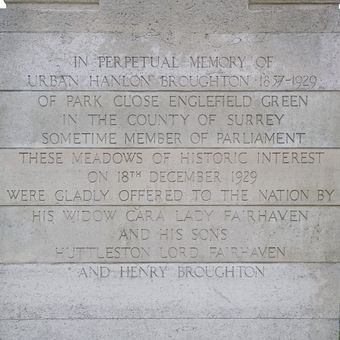 IN PERPETUAL MEMORY OF
URBAN HANLON BROUGHTON 1857-1929
OF PARK CLOSE ENGLEFIELD GREEN
IN THE COUNTY OF SURREY
SOMETIME MEMBER OF PARLIAMENT
THESE MEADOWS OF HISTORIC INTEREST
ON 18TH DECEMBER 1929
WERE GLADLY OFFERED TO THE NATION BY
HIS WIDOW CARA LADY FAIRHAVEN
AND HIS SONS
HUTTLESTON LORD FAIRHAVEN
AND HENRY BROUGHTON